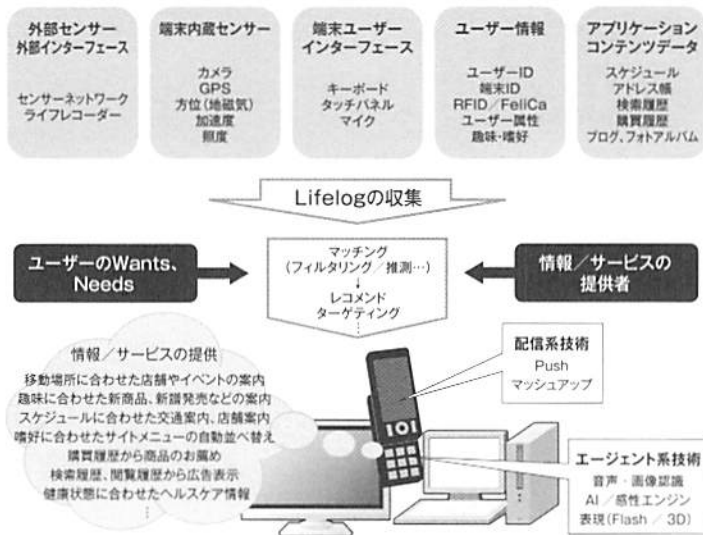 外部センサー
外部インターフェース
センサーネットワーク
ライフレコーダー
端末内蔵センサー
カメラ
GPS
方位(地磁気)
加速度
照度
端末ユーザー
インターフェース
キーボード
タッチパネル
マイク
ユーザー情報
ユーザーID
端末ID
RFID/FeliCa
ユーザー属性
趣味・嗜好
アプリケーション
コンテンツデータ
スケジュール
アドレス帳
検索履歴
購買履歴
ブログ、フォトアルバム
Lifelogの収集
ユーザーのWants、
Needs
マッチング
(フィルタリング/推測…)
↓
レコメンド
ターゲティング
⋮
情報/サービスの
提供者
情報/サービスの提供
移動場所に合わせた店舗やイベントの案内
趣味に合わせた新商品、新譜発売などの案内
スケジュールに合わせた交通案内、店舗案内
嗜好に合わせたサイトメニューの自動並べ替え
購買履歴から商品のお薦め
検索履歴、閲覧履歴から広告表示
健康状態に合わせたヘルスケア情報
⋮
配信系技術
Push
マッシュアップ
エージェント系技術
音声・画像認識
AI/感性エンジン
表現(Flash/3D)